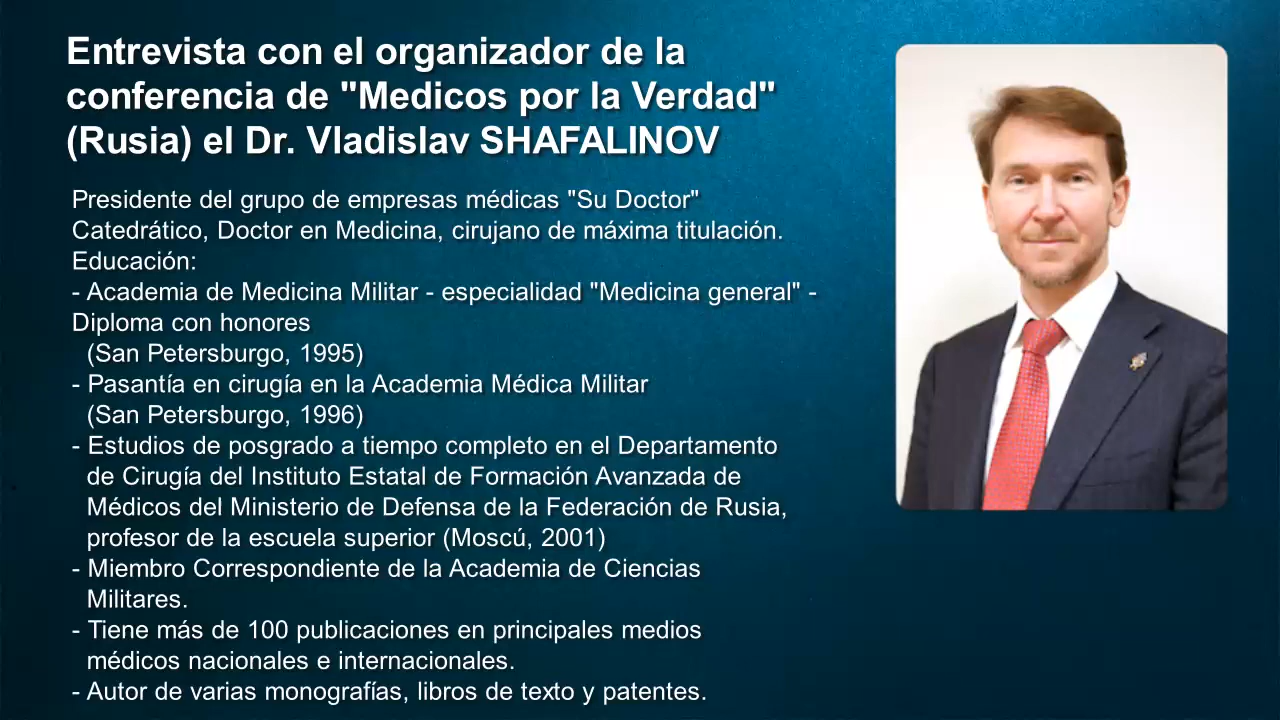 Entrevista con el organizador de la
conferencia de "Medicos por la Verdad"
(Rusia) el Dr. Vladislav SHAFALINOV
Presidente del grupo de empresas médicas "Su Doctor"
Catedrático, Doctor en Medicina, cirujano de máxima titulación.
Educación:
- Academia de Medicina Militar - especialidad "Medicina general" -
Diploma con honores
(San Petersburgo, 1995)
- Pasantía en cirugía en la Academia Médica Militar
(San Petersburgo, 1996)
- Estudios de posgrado a tiempo completo en el Departamento
de Cirugía del Instituto Estatal de Formación Avanzada de
Médicos del Ministerio de Defensa de la Federación de Rusia,
profesor de la escuela superior (Moscú, 2001)
- Miembro Correspondiente de la Academia de Ciencias
Militares.
- Tiene más de 100 publicaciones en principales medios
médicos nacionales e internacionales.
- Autor de varias monografías, libros de texto y patentes.